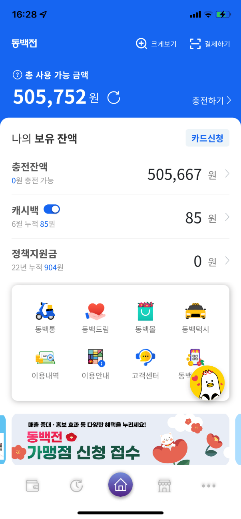 16:28
동백전
크게보기
결제하기
총 사용 가능 금액
505,752 원
충전하기
나의 보유 잔액
카드신청
충전잔액
505,667 원
0원 충전 가능
캐시백
85 원
6월 누적 85원
정책지원금
0 원
22년 누적 904원
동백통
동백드림
동백몰
동백택시
이용내역
이용안내
고객센터
매출 증대·홍보 효과 등 다양한 혜택을 누리세요!
동백전
가맹점 신청 접수